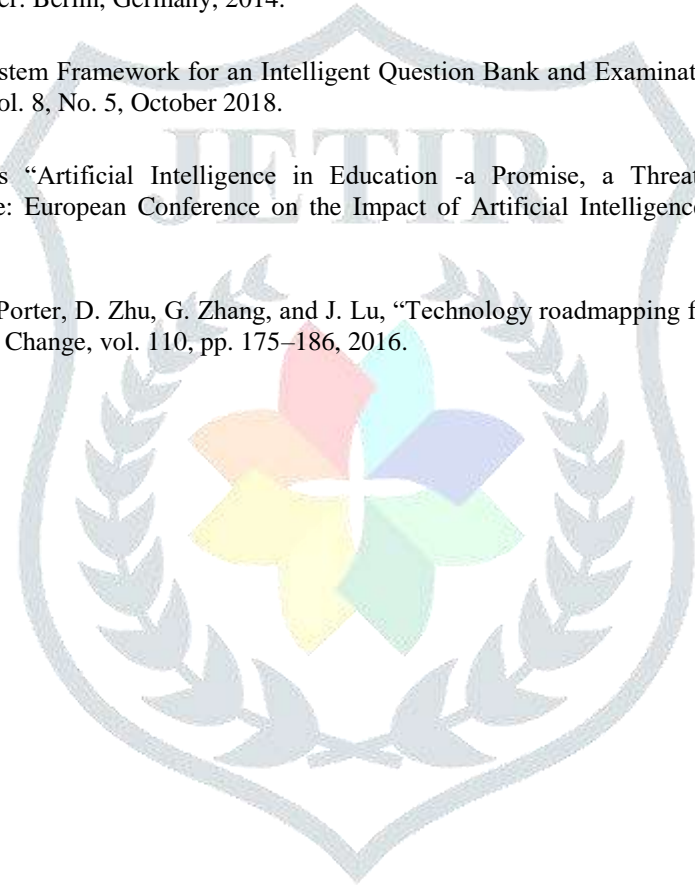 er: Berlin, Germany, 2014.
stem Framework for an Intelligent Question Bank and Examinat
ol. 8, No. 5, October 2018.
JETIR
s “Artificial Intelligence in Education -a Promise, a Threat
e: European Conference on the Impact of Artificial Intelligence
Porter, D. Zhu, G. Zhang, and J. Lu, “Technology roadmapping f
Change, vol. 110, pp. 175–186, 2016.